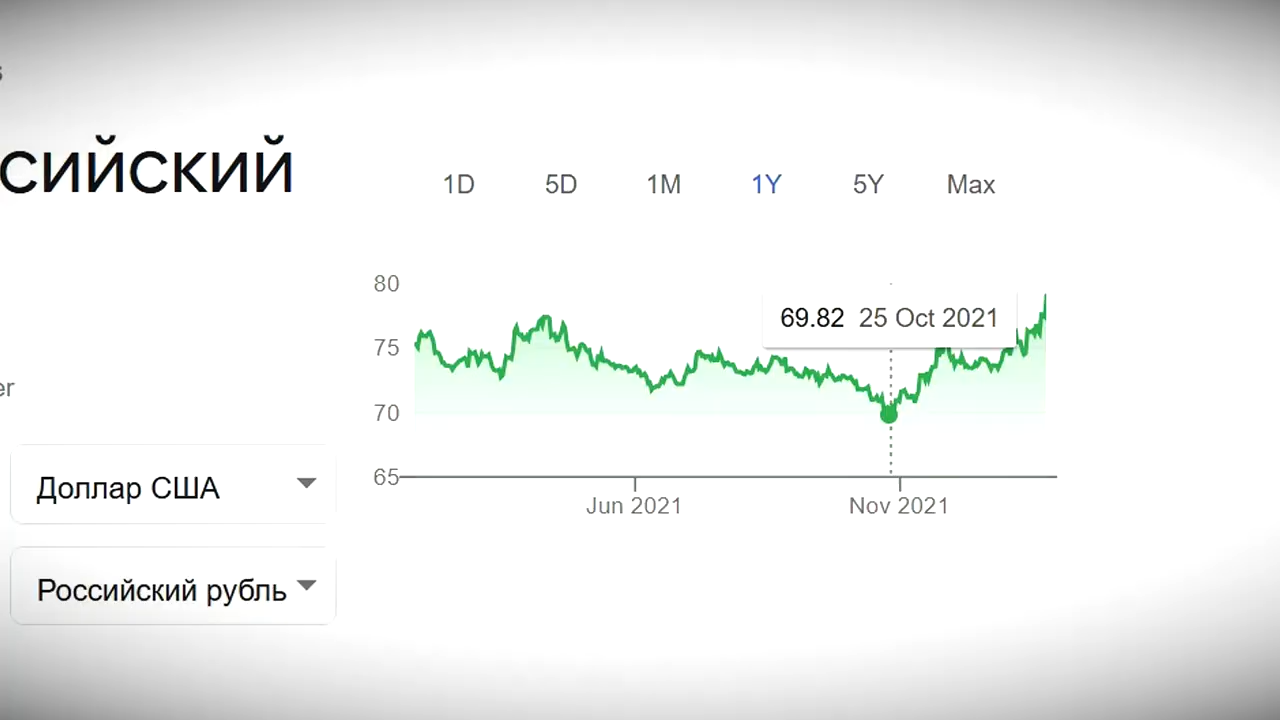 s
сийский
1D 5D 1M 1Y 5Y Max
80
69.82 25 Oct 2021
75
er
70
65
Доллар США
Jun 2021 Nov 2021
Российский рубль